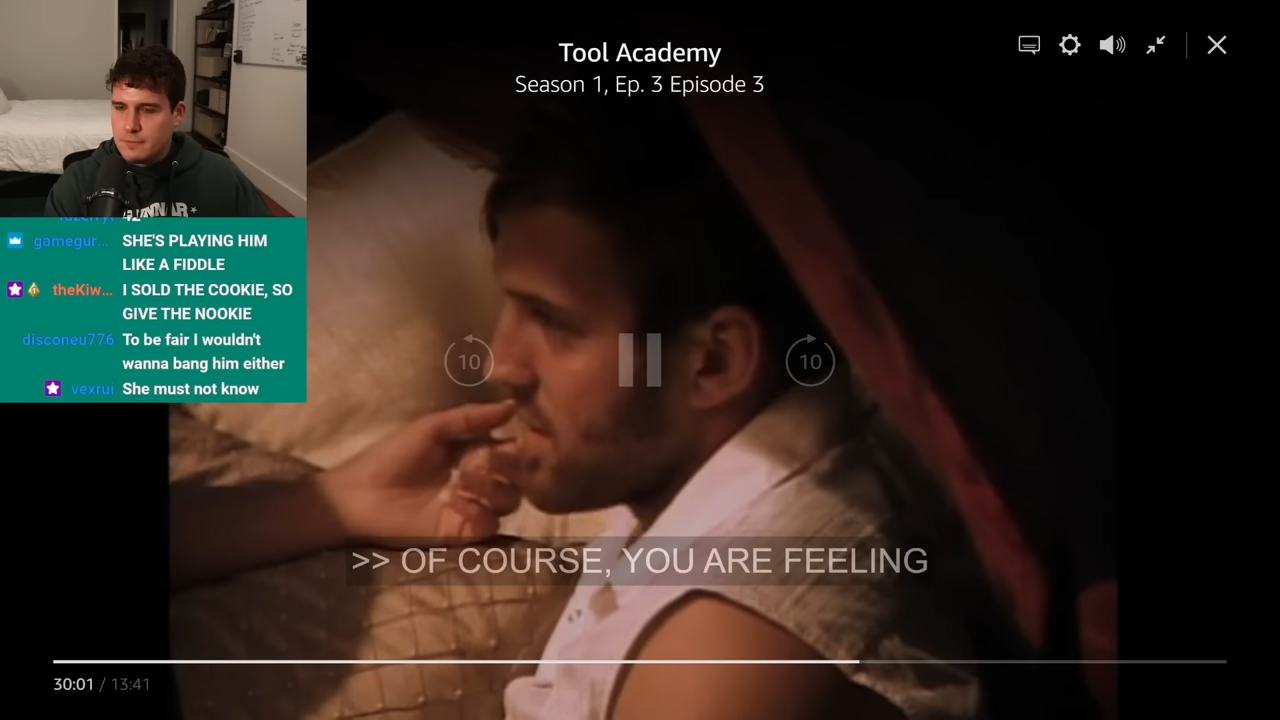 Tool Academy
Season 1, Ep. 3 Episode 3
gamegur... SHE'S PLAYING HIM
LIKE A FIDDLE
theKiw... I SOLD THE COOKIE, SO
GIVE THE NOOKIE
disconeu776 To be fair I wouldn't
wanna bang him either
vexrui She must not know
10
10
>> OF COURSE, YOU ARE FEELING
30:01 / 13:41